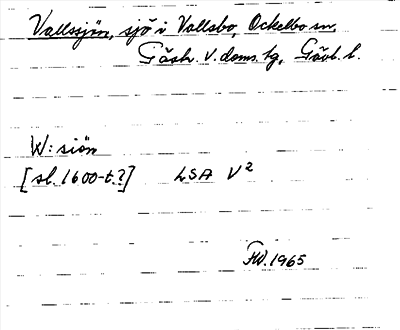 Vallssjön, sjö i Vallsbo, Ockelbo sn,
Gästr. V. doms. tg, Gävl. l.
W: siön
[sl. 1600-t.?] LSA V²
FW. 1965